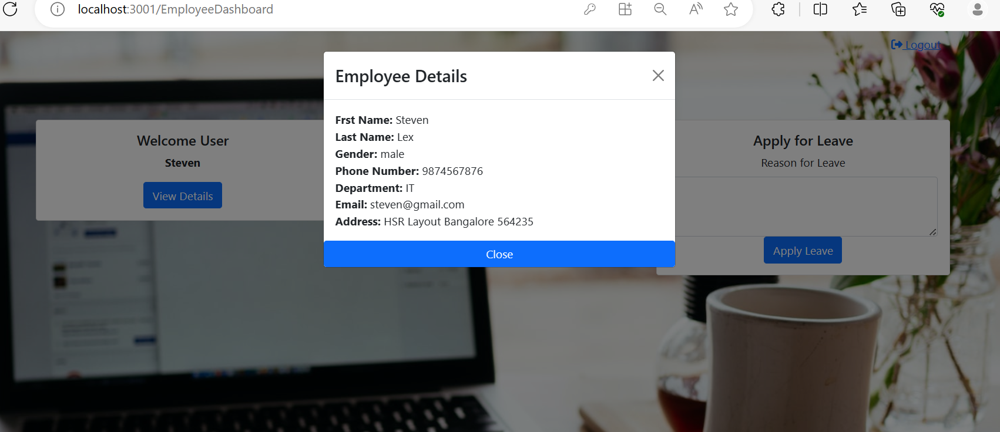 localhost:3001/EmployeeDashboard
Logout
Employee Details
Frst Name: Steven
Last Name: Lex
Gender: male
Phone Number: 9874567876
Department: IT
Email: steven@gmail.com
Address: HSR Layout Bangalore 564235
Close
Welcome User
Steven
View Details
Apply for Leave
Reason for Leave
Apply Leave